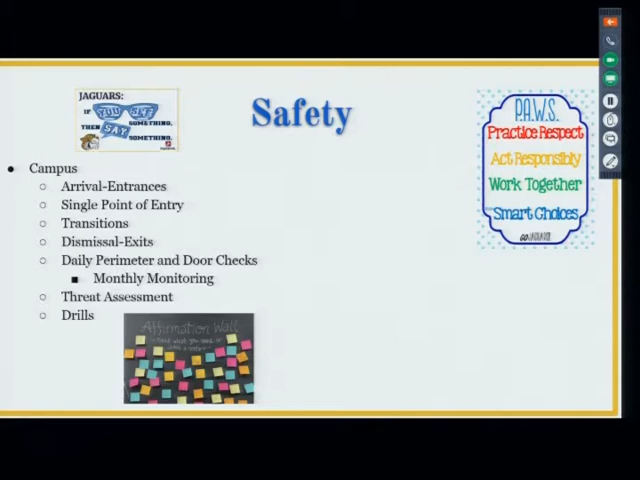 JAGUARS:
IF YOU SEE
SOMETHING,
THEN SAY
SOMETHING.
Safety
P.A.W.S.
Practice Respect
Act Responsibly
Work Together
Smart Choices
GO JAGUARS!
• Campus
○ Arrival-Entrances
○ Single Point of Entry
○ Transitions
○ Dismissal-Exits
○ Daily Perimeter and Door Checks
■ Monthly Monitoring
○ Threat Assessment
○ Drills
Affirmation Wall